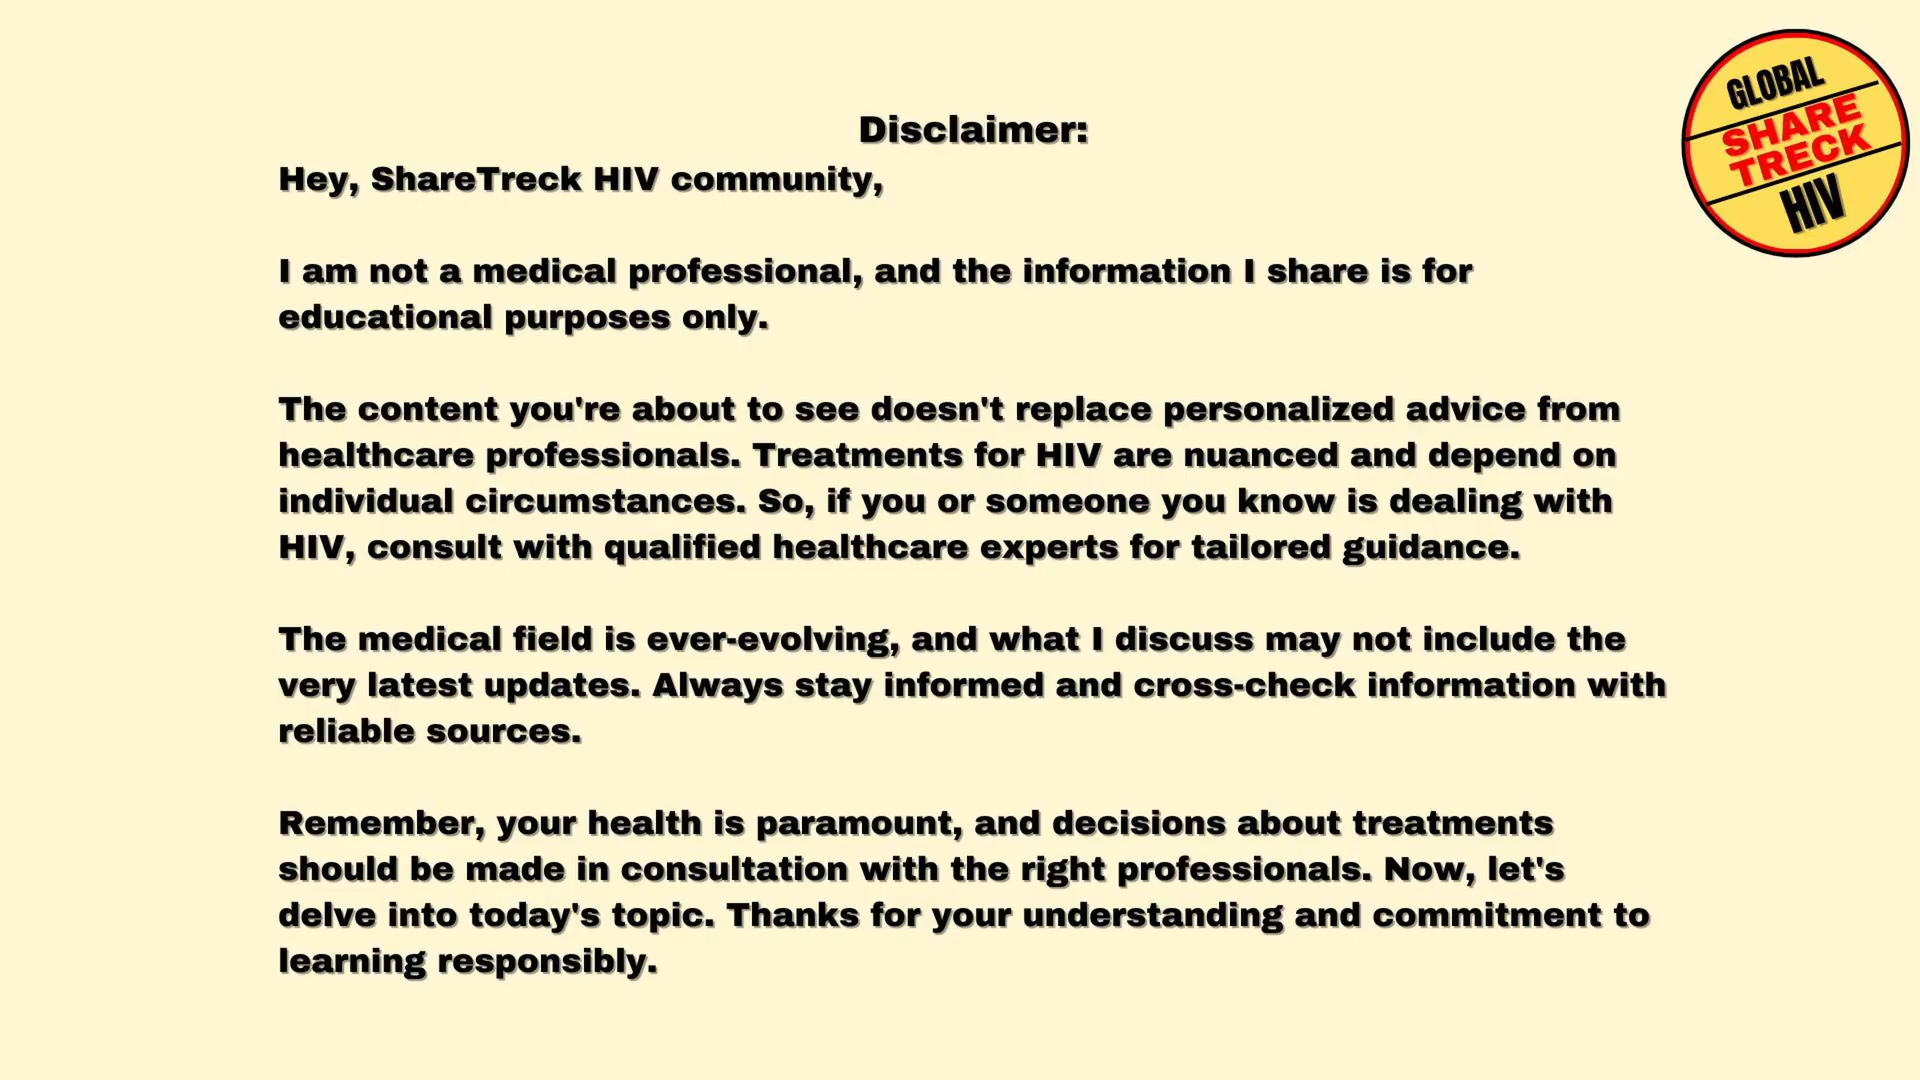 Disclaimer:
Hey, ShareTreck HIV community,
I am not a medical professional, and the information I share is for
educational purposes only.
The content you're about to see doesn't replace personalized advice from
healthcare professionals. Treatments for HIV are nuanced and depend on
individual circumstances. So, if you or someone you know is dealing with
HIV, consult with qualified healthcare experts for tailored guidance.
The medical field is ever-evolving, and what I discuss may not include the
very latest updates. Always stay informed and cross-check information with
reliable sources.
Remember, your health is paramount, and decisions about treatments
should be made in consultation with the right professionals. Now, let's
delve into today's topic. Thanks for your understanding and commitment to
learning responsibly.
GLOBAL
SHARE
TRECK
HIV